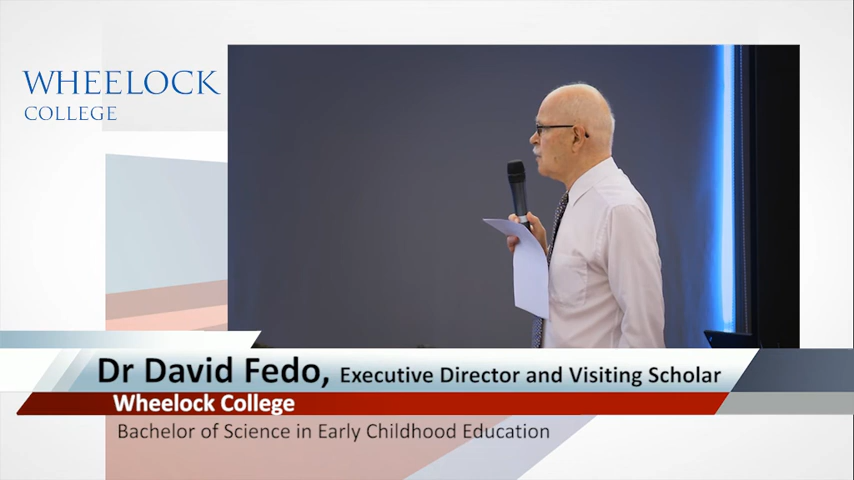 WHEELOCK
COLLEGE
Dr David Fedo, Executive Director and Visiting Scholar
Wheelock College
Bachelor of Science in Early Childhood Education